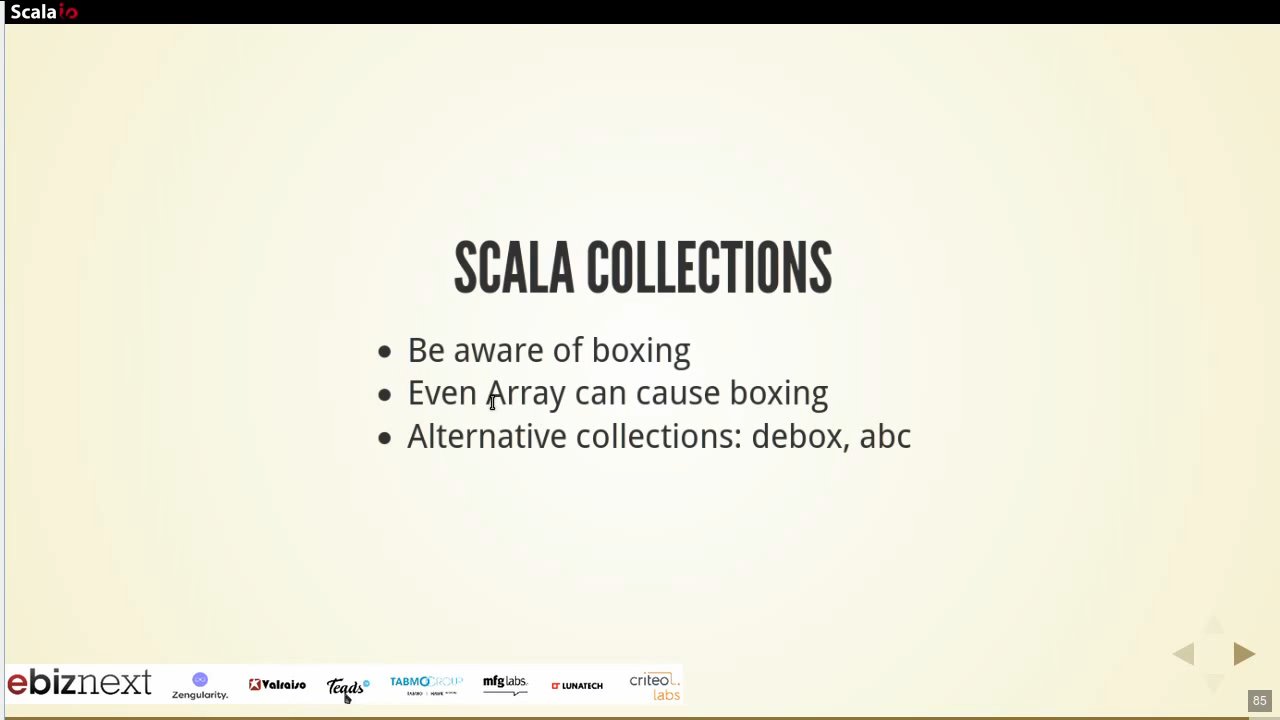 Scalaio
SCALA COLLECTIONS
Be aware of boxing
Even Array can cause boxing
Alternative collections: debox, abc
ebiznext
Zengularity.
Valraiso
Teads
TABMO GROUP
mfg labs.
LUNATECH
criteo.
labs
85